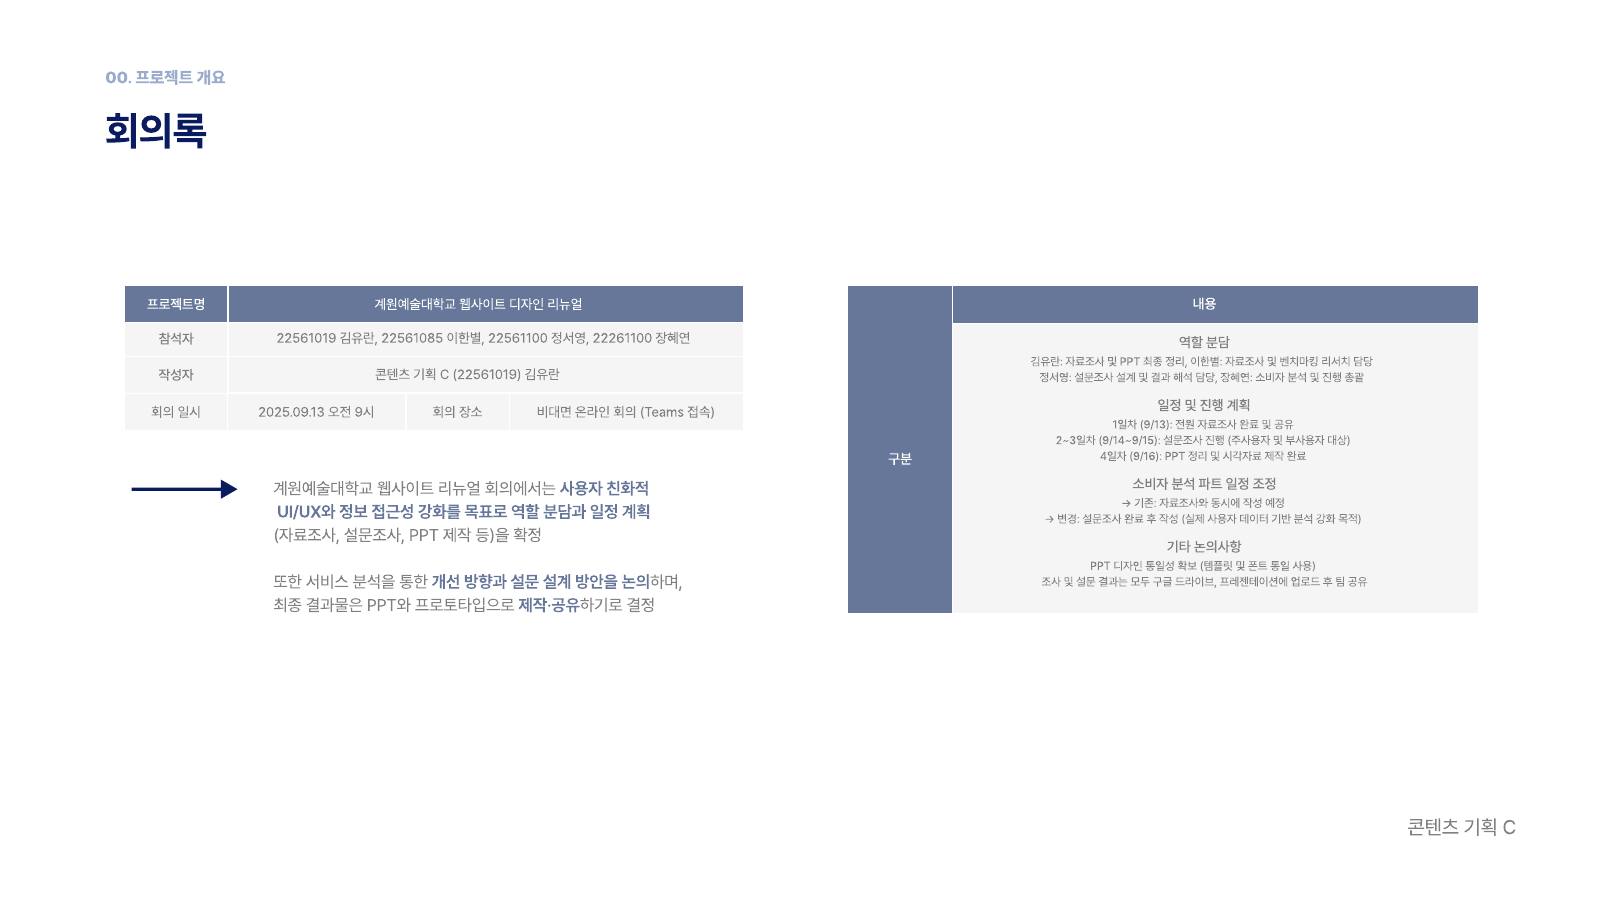 00. 프로젝트 개요
회의록
프로젝트명
계원예술대학교 웹사이트 디자인 리뉴얼
참석자
22561019 김유란, 22561085 이한별, 22561100 정서영, 22261100 장혜연
작성자
콘텐츠 기획 C (22561019) 김유란
회의 일시
2025.09.13 오전 9시
회의 장소
비대면 온라인 회의 (Teams 접속)
계원예술대학교 웹사이트 리뉴얼 회의에서는 사용자 친화적
UI/UX와 정보 접근성 강화를 목표로 역할 분담과 일정 계획
(자료조사, 설문조사, PPT 제작 등)을 확정
또한 서비스 분석을 통한 개선 방향과 설문 설계 방안을 논의하며,
최종 결과물은 PPT와 프로토타입으로 제작·공유하기로 결정
구분
내용
역할 분담
김유란: 자료조사 및 PPT 최종 정리, 이한별: 자료조사 및 벤치마킹 리서치 담당
정서영: 설문조사 설계 및 결과 해석 담당, 장혜연: 소비자 분석 및 진행 총괄
일정 및 진행 계획
1일차 (9/13): 전원 자료조사 완료 및 공유
2~3일차 (9/14~9/15): 설문조사 진행 (주사용자 및 부사용자 대상)
4일차 (9/16): PPT 정리 및 시각자료 제작 완료
소비자 분석 파트 일정 조정
→ 기존: 자료조사와 동시에 작성 예정
→ 변경: 설문조사 완료 후 작성 (실제 사용자 데이터 기반 분석 강화 목적)
기타 논의사항
PPT 디자인 통일성 확보 (템플릿 및 폰트 통일 사용)
조사 및 설문 결과는 모두 구글 드라이브, 프레젠테이션에 업로드 후 팀 공유
콘텐츠 기획 C